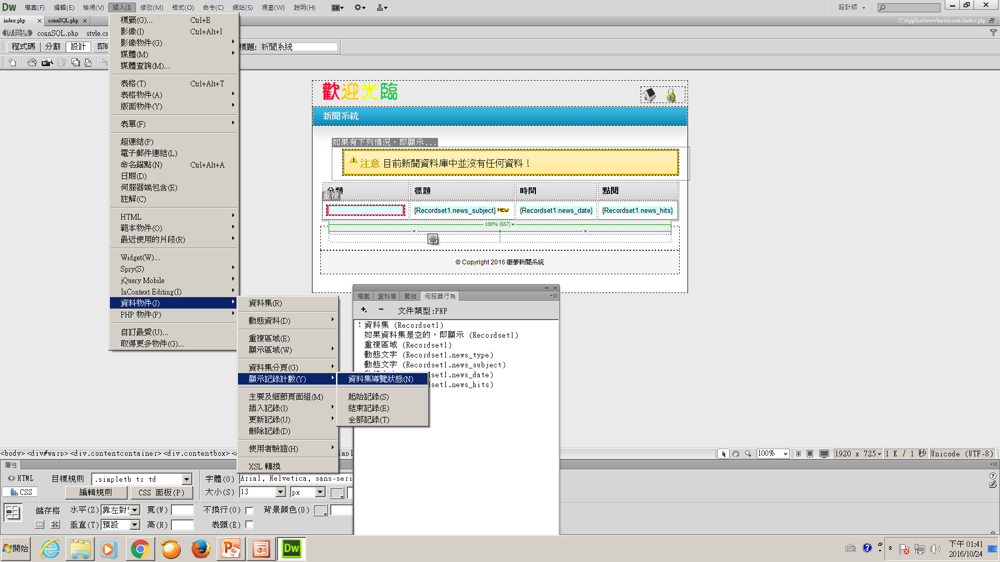 Dw 檔案(F) 編輯(E) 檢視(V) 插入(I) 修改(M) 格式(O) 命令(C) 網站(S) 視窗(W) 說明(H) 設計師
index.php × connSQL.php × C:\AppServ\www\newscenter\index.php
原始碼 connSQL.php style.cs
程式碼 分割 設計 即時 標題: 新聞系統
標籤(G)... Ctrl+E
影像(I) Ctrl+Alt+I
影像物件(G)
媒體(M)
媒體查詢(M)...
表格(T) Ctrl+Alt+T
表格物件(A)
版面物件(Y)
表單(F)
超連結(P)
電子郵件連結(L)
命名錨點(N) Ctrl+Alt+A
日期(D)
伺服器端包含(E)
註解(C)
HTML
範本物件(O)
最近使用的片段(R)
Widget(W)...
Spry(S)
jQuery Mobile
InContext Editing(I)
資料物件(J)
PHP 物件(P)
自訂最愛(U)...
取得更多物件(G)...
資料集(R)
動態資料(D)
重複區域(E)
顯示區域(W)
資料集分頁(G)
顯示記錄計數(Y)
主要及細節頁面組(M)
插入記錄(I)
更新記錄(U)
刪除記錄(D)
使用者驗證(H)
XSL 轉換
資料集導覽狀態(N)
起始記錄(S)
結束記錄(E)
全部記錄(T)
歡迎光臨
新聞系統
如果有下列情況，即顯示...
注意 目前新聞資料庫中並沒有任何資料！
分類 標題 時間 點閱
重複
{Recordset1.news_subject} NEW {Recordset1.news_date} {Recordset1.news_hits}
100% (657)
© Copyright 2016 織夢新聞系統
檔案 資料庫 繫結 伺服器行為
文件類型:PHP
! 資料集 (Recordset1)
如果資料集是空的，即顯示 (Recordset1)
重複區域 (Recordset1)
動態文字 (Recordset1.news_type)
動態文字 (Recordset1.news_subject)
set1.news_date)
set1.news_hits)
<body> <div#warp> <div.contentcontainer> <div.contentbox> 100% 1920 x 725 1 K / 1 秒 Unicode (UTF-8)
屬性
<> HTML 目標規則 .simpletb tr td 字體(O) Arial, Helvetica, sans-seri
CSS 編輯規則 CSS 面板(P) 大小(S) 13 px
儲存格 水平(Z) 靠左對 寬(W) 不換行(O) 背景顏色(G)
垂直(T) 預設 高(H) 表頭(E)
開始 Dw 下午 01:41
2016/10/24